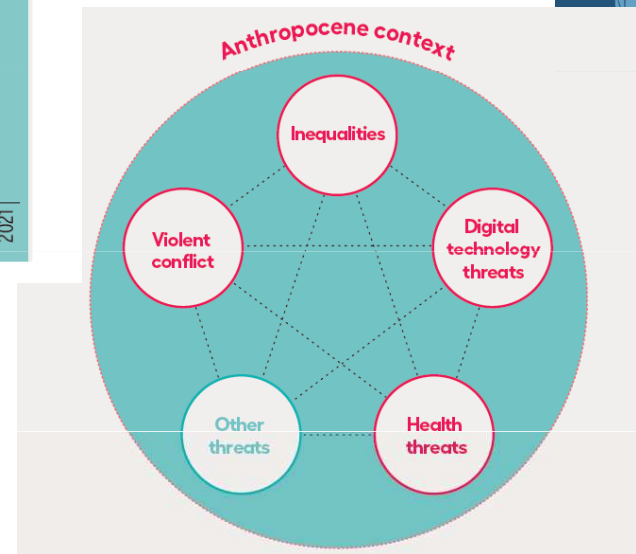 Anthropocene context
Inequalities
Violent
conflict
Digital
technology
threats
Other
threats
Health
threats
2021 |